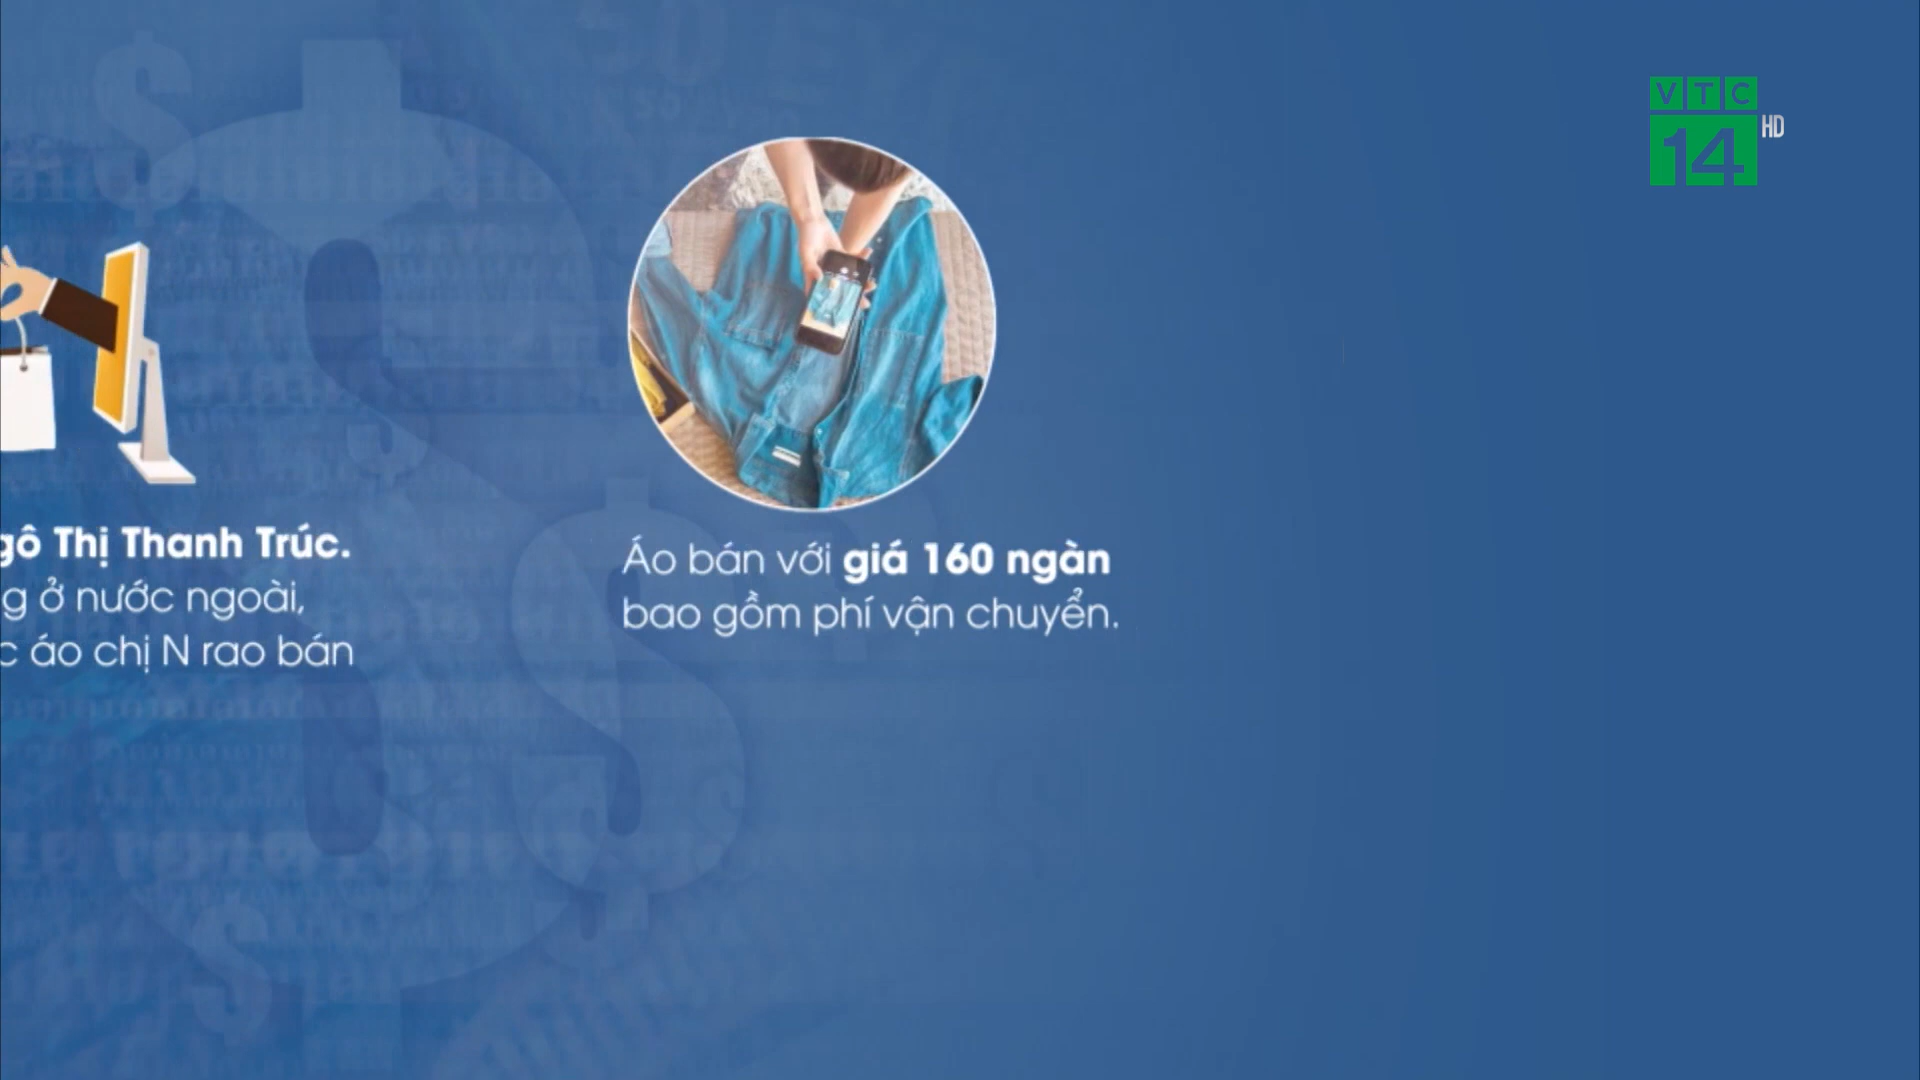 VTC
14 HD
Thị Thanh Trúc.
ở nước ngoài,
áo chị N rao bán
Áo bán với giá 160 ngàn
bao gồm phí vận chuyển.